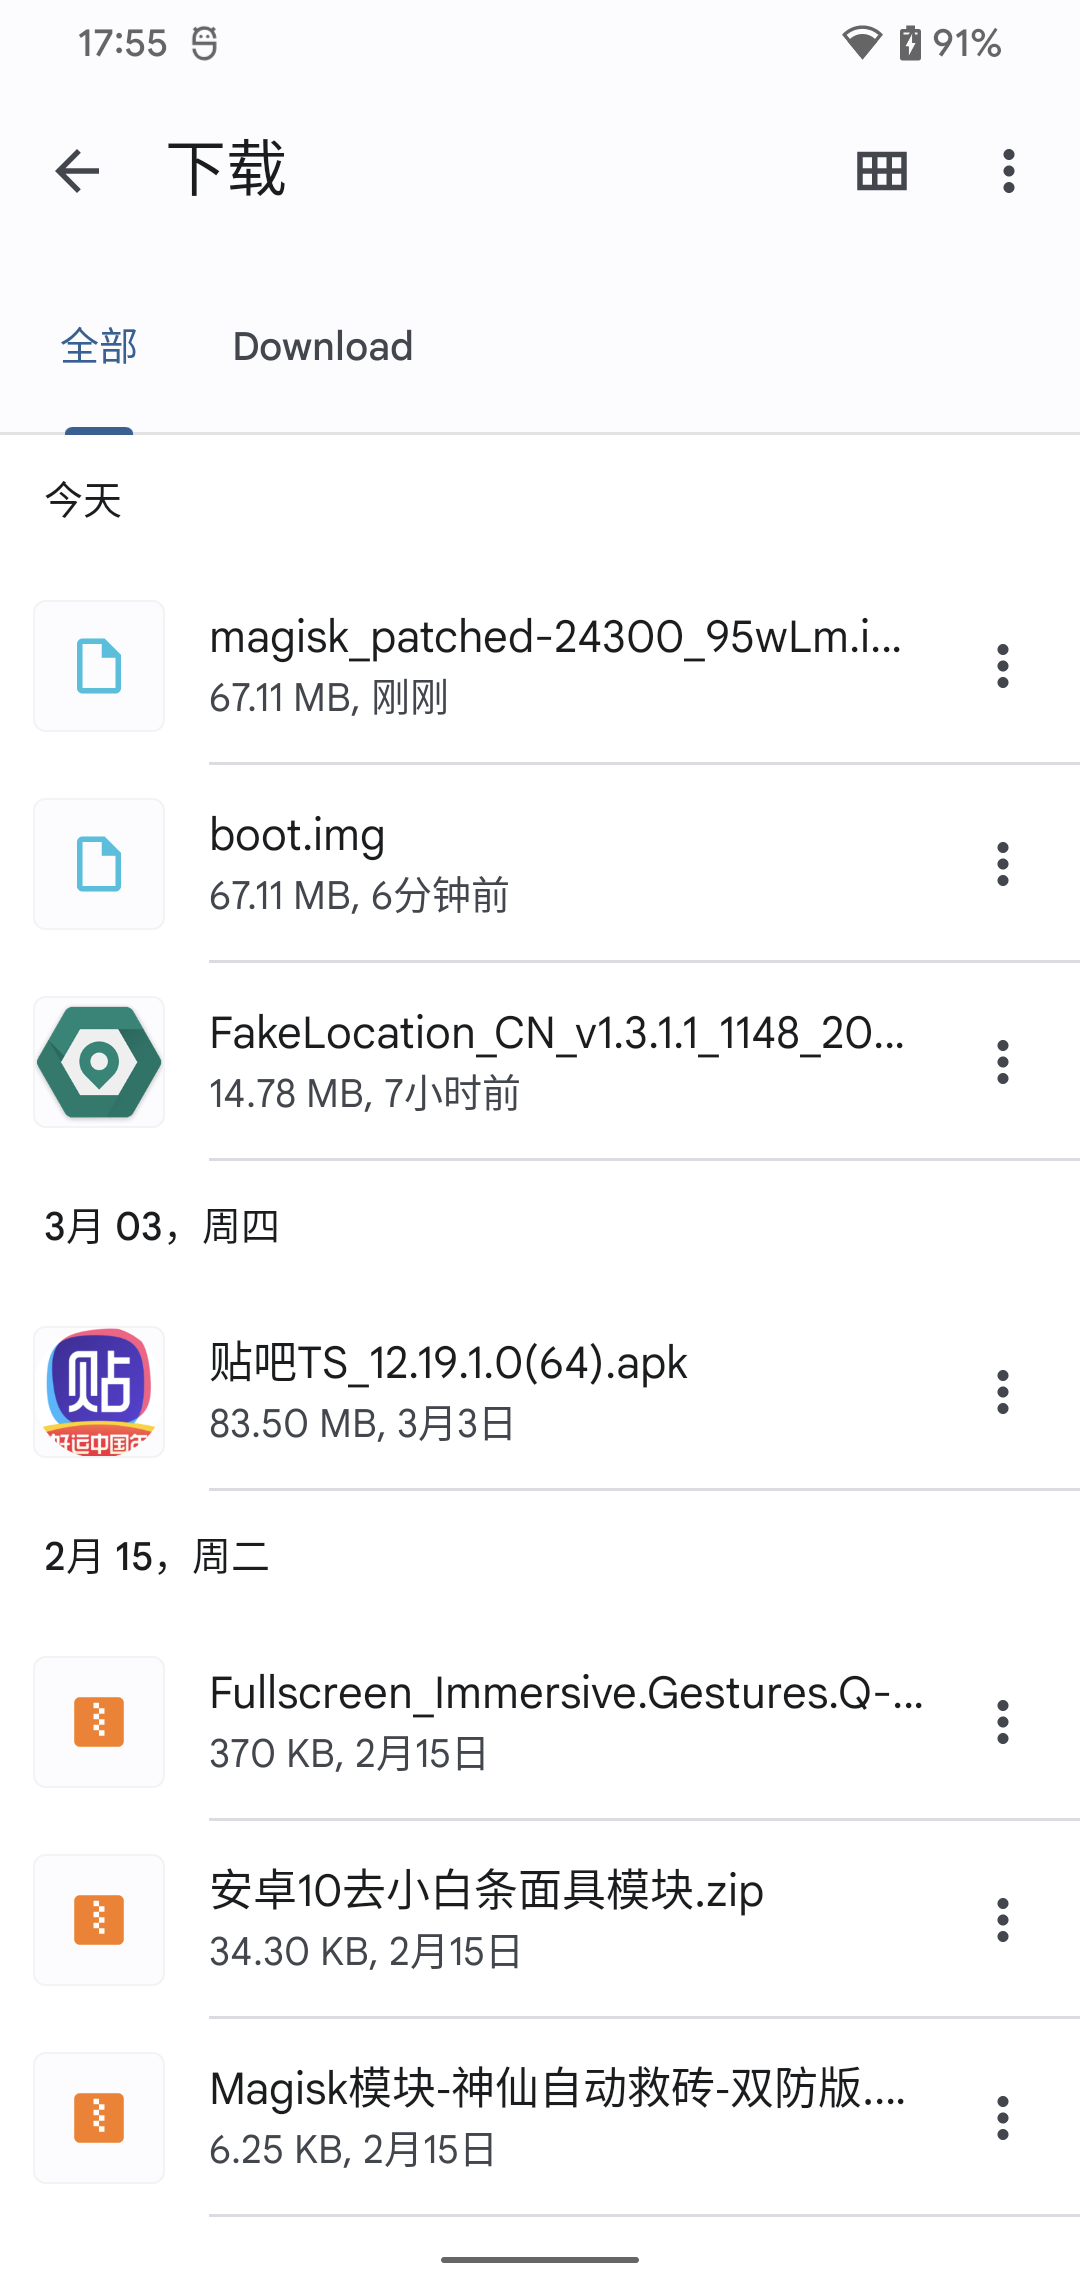 17:55
91%
下载
全部
Download
今天
magisk_patched-24300_95wLm.i...
67.11 MB, 刚刚
boot.img
67.11 MB, 6分钟前
FakeLocation_CN_v1.3.1.1_1148_20...
14.78 MB, 7小时前
3月 03，周四
贴
好运中国年
贴吧TS_12.19.1.0(64).apk
83.50 MB, 3月3日
2月 15，周二
Fullscreen_Immersive.Gestures.Q-...
370 KB, 2月15日
安卓10去小白条面具模块.zip
34.30 KB, 2月15日
Magisk模块-神仙自动救砖-双防版....
6.25 KB, 2月15日